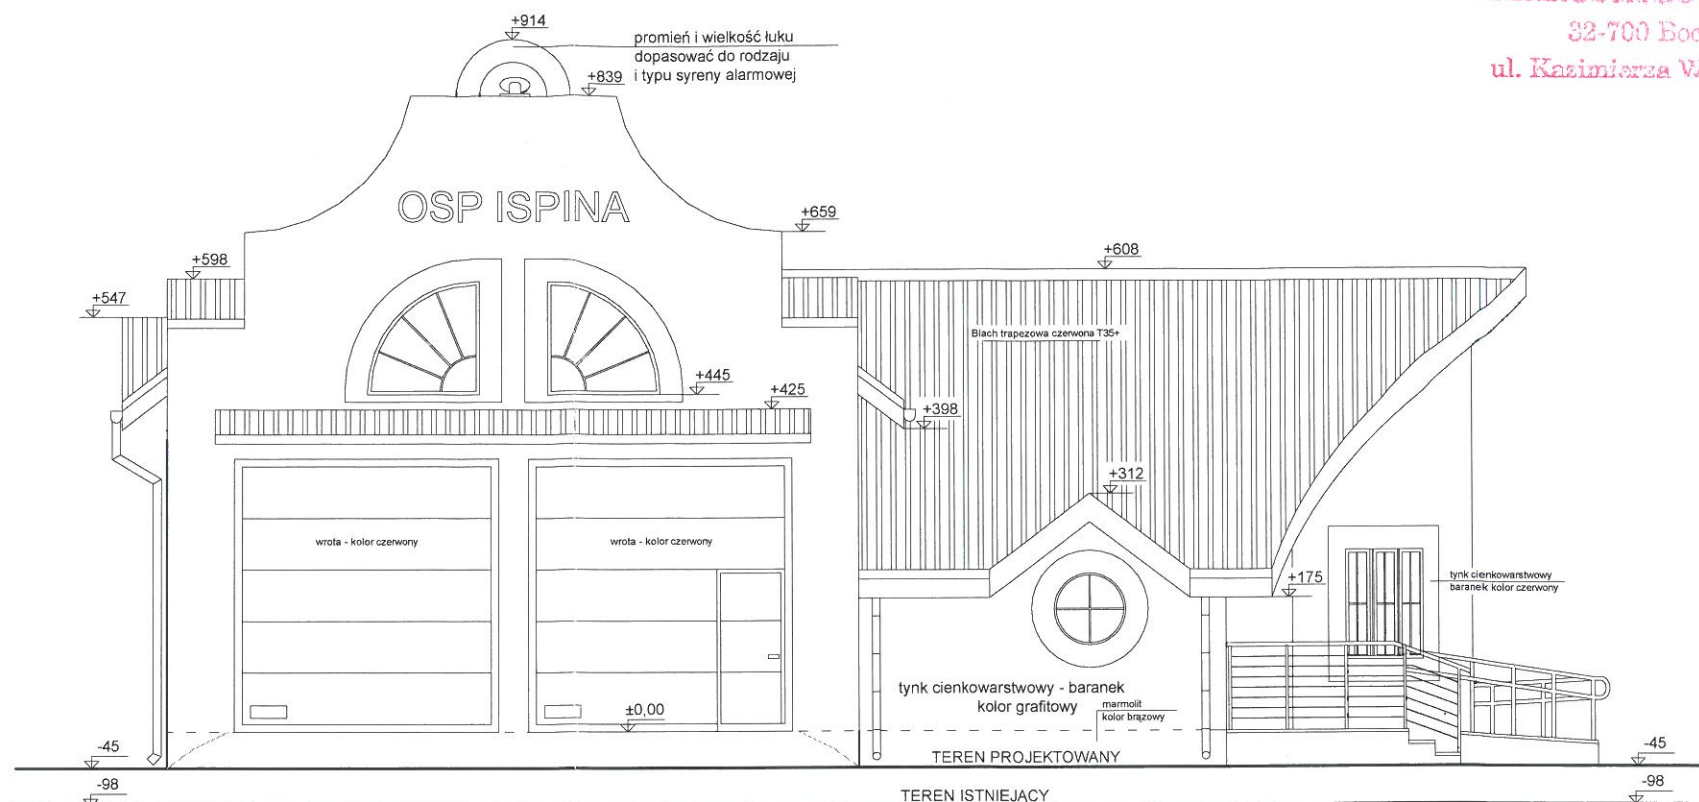 +914
promień i wielkość łuku
dopasować do rodzaju
i typu syreny alarmowej
+839
32-700
ul. Kazimierza
OSP ISPINA
+659
+608
+598
+547
Blach trapezowa czerwona T35+
+445
+425
+398
+312
wrota - kolor czerwony
wrota - kolor czerwony
+175
tynk cienkowarstwowy
baranek kolor czerwony
tynk cienkowarstwowy - baranek
kolor grafitowy
marmolit
kolor brązowy
±0,00
-45
TEREN PROJEKTOWANY
-45
-98
TEREN ISTNIEJĄCY
-98